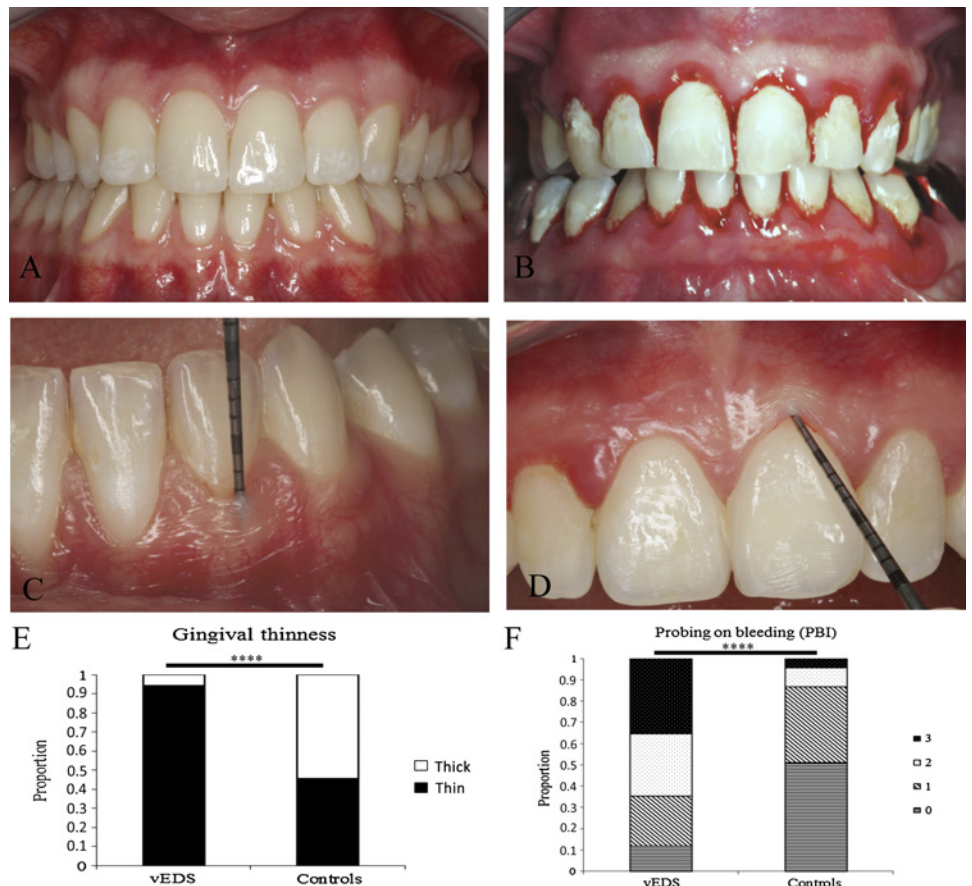 A
B
C
D
E
Gingival thinness
****
1
0.9
0.8
0.7
0.6
0.5
0.4
0.3
0.2
0.1
0
Proportion
vEDS
Controls
Thick
Thin
F
Probing on bleeding (PBI)
****
1
0.9
0.8
0.7
0.6
0.5
0.4
0.3
0.2
0.1
0
Proportion
vEDS
Controls
3
2
1
0